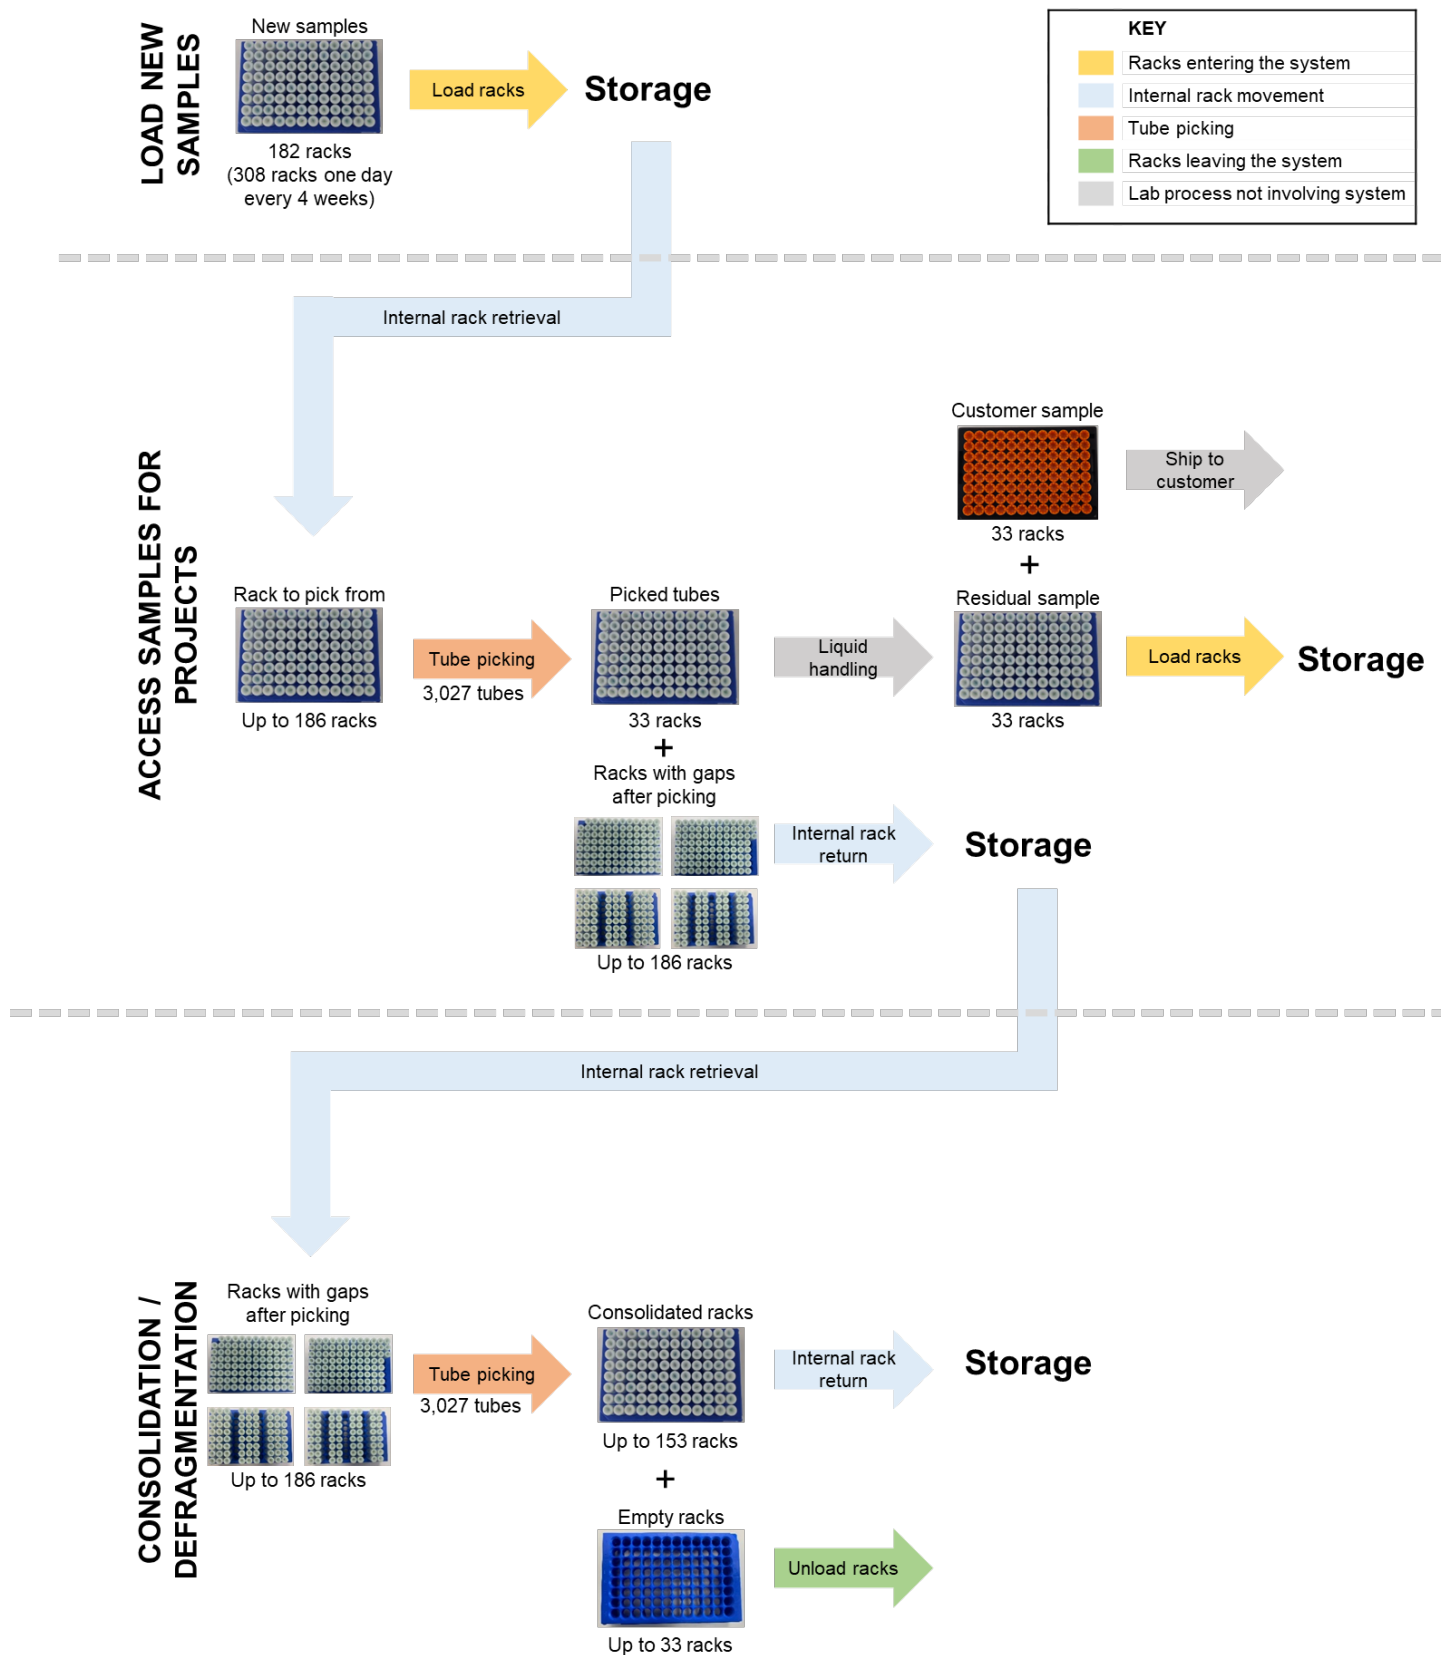 LOAD NEW
SAMPLES
New samples
182 racks
(308 racks one day
every 4 weeks)
Load racks
Storage
KEY
Racks entering the system
Internal rack movement
Tube picking
Racks leaving the system
Lab process not involving system
Internal rack retrieval
ACCESS SAMPLES FOR
PROJECTS
Customer sample
33 racks
Ship to
customer
+
Rack to pick from
Up to 186 racks
Tube picking
3,027 tubes
Picked tubes
33 racks
Liquid
handling
Residual sample
33 racks
Load racks
Storage
+
Racks with gaps
after picking
Up to 186 racks
Internal rack
return
Storage
Internal rack retrieval
CONSOLIDATION /
DEFRAGMENTATION
Racks with gaps
after picking
Up to 186 racks
Tube picking
3,027 tubes
Consolidated racks
Up to 153 racks
Internal rack
return
Storage
+
Empty racks
Up to 33 racks
Unload racks